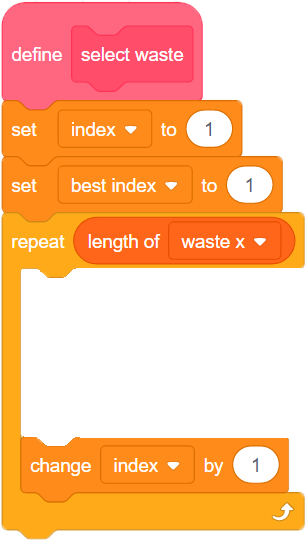 define select waste
set index to 1
set best index to 1
repeat length of waste x
change index by 1